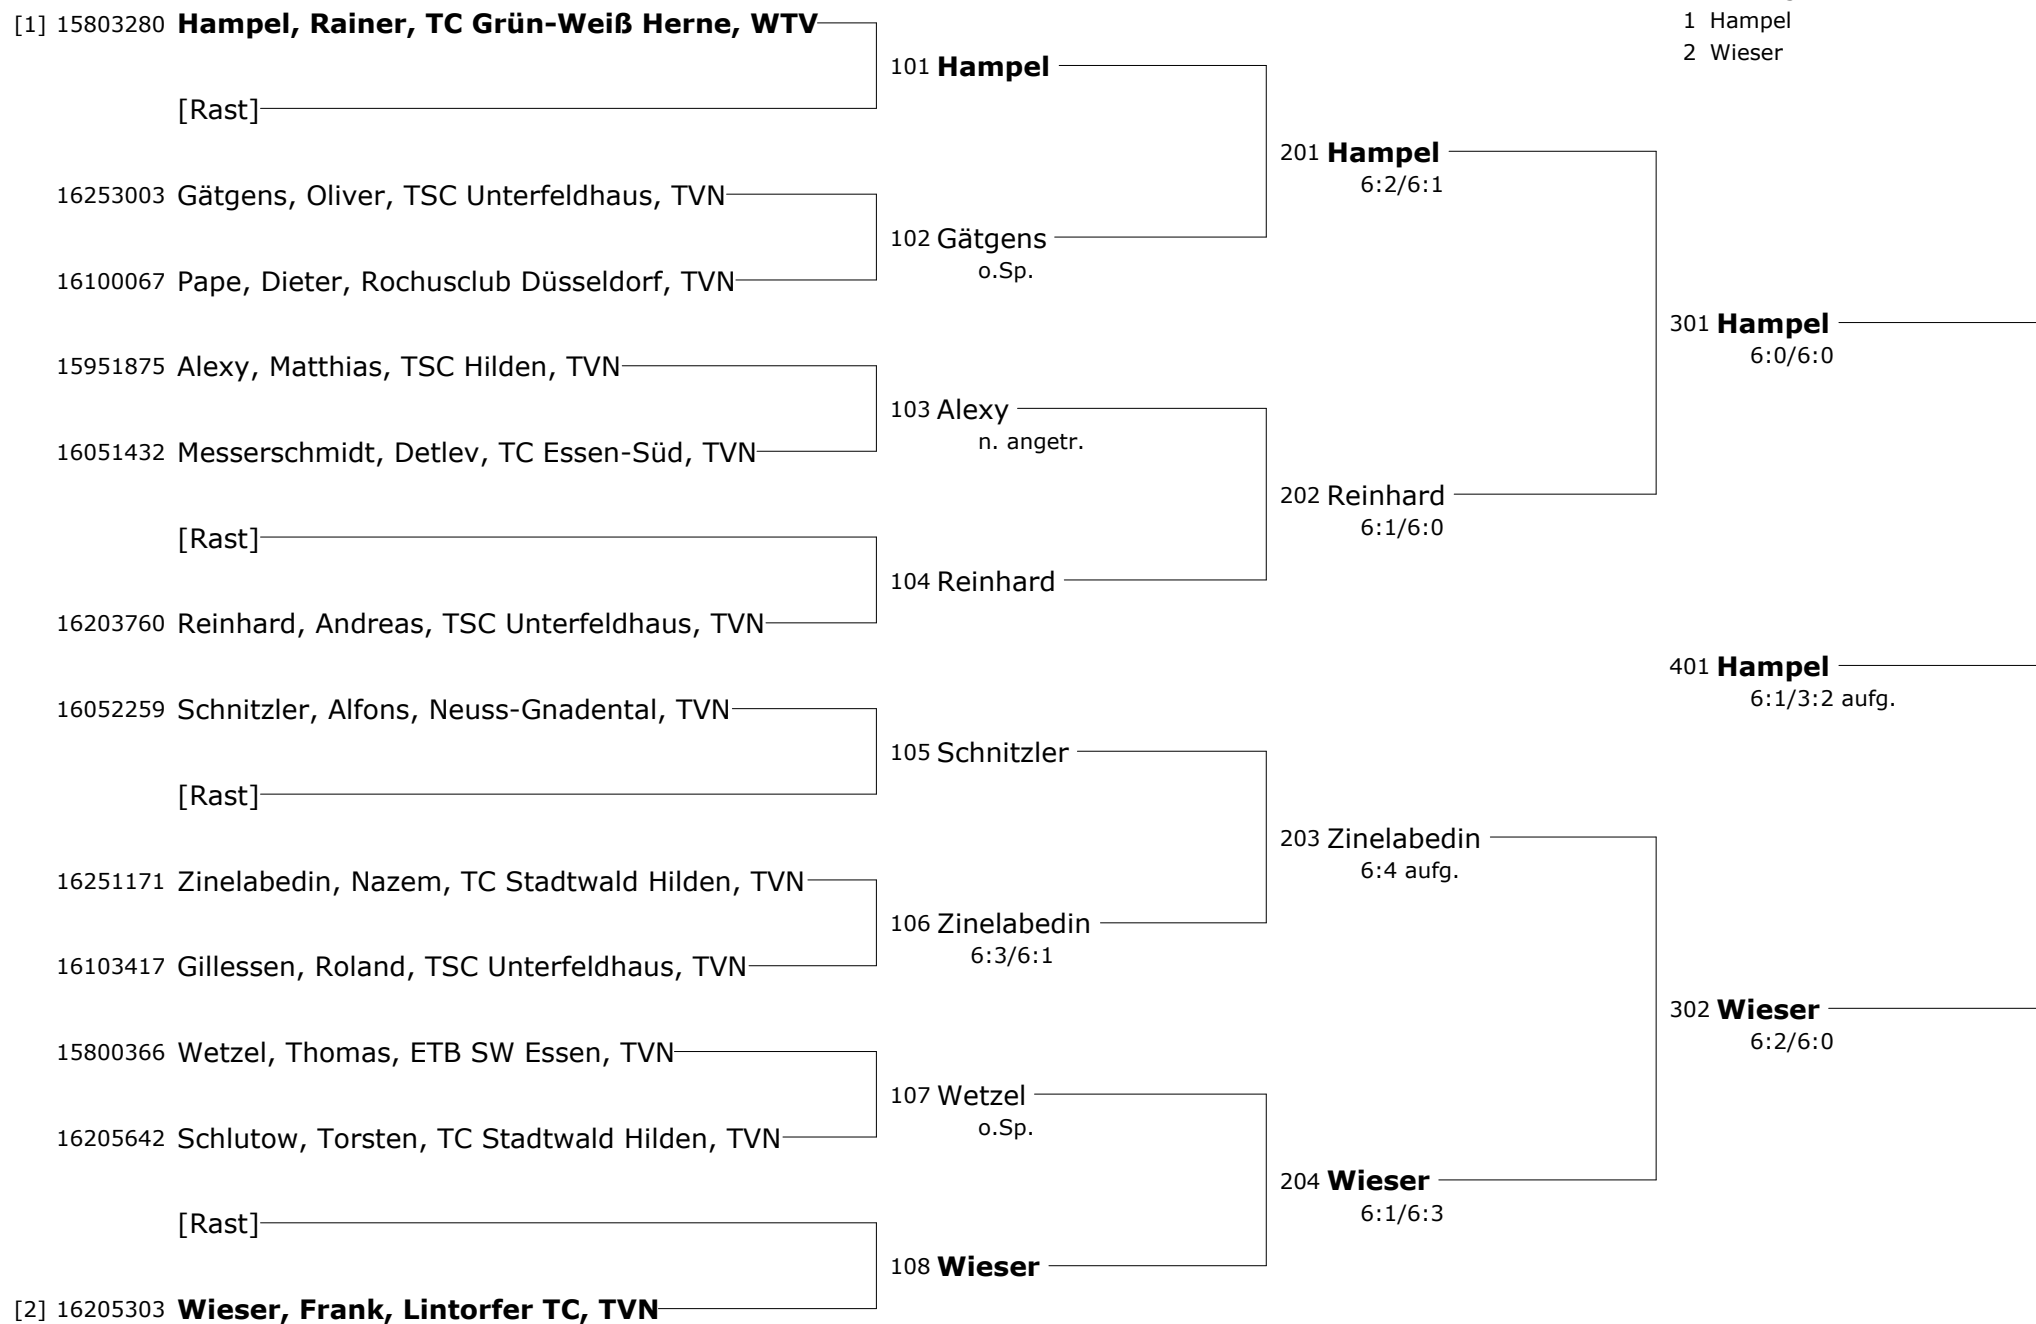 [1] 15803280 Hampel, Rainer, TC Grün-Weiß Herne, WTV
[Rast]
16253003 Gätgens, Oliver, TSC Unterfeldhaus, TVN
16100067 Pape, Dieter, Rochusclub Düsseldorf, TVN
15951875 Alexy, Matthias, TSC Hilden, TVN
16051432 Messerschmidt, Detlev, TC Essen-Süd, TVN
[Rast]
16203760 Reinhard, Andreas, TSC Unterfeldhaus, TVN
16052259 Schnitzler, Alfons, Neuss-Gnadental, TVN
[Rast]
16251171 Zinelabedin, Nazem, TC Stadtwald Hilden, TVN
16103417 Gillessen, Roland, TSC Unterfeldhaus, TVN
15800366 Wetzel, Thomas, ETB SW Essen, TVN
16205642 Schlutow, Torsten, TC Stadtwald Hilden, TVN
[Rast]
[2] 16205303 Wieser, Frank, Lintorfer TC, TVN
101 Hampel
102 Gätgens
o.Sp.
103 Alexy
n. angetr.
104 Reinhard
105 Schnitzler
106 Zinelabedin
6:3/6:1
107 Wetzel
o.Sp.
108 Wieser
201 Hampel
6:2/6:1
202 Reinhard
6:1/6:0
203 Zinelabedin
6:4 aufg.
204 Wieser
6:1/6:3
1 Hampel
2 Wieser
301 Hampel
6:0/6:0
401 Hampel
6:1/3:2 aufg.
302 Wieser
6:2/6:0